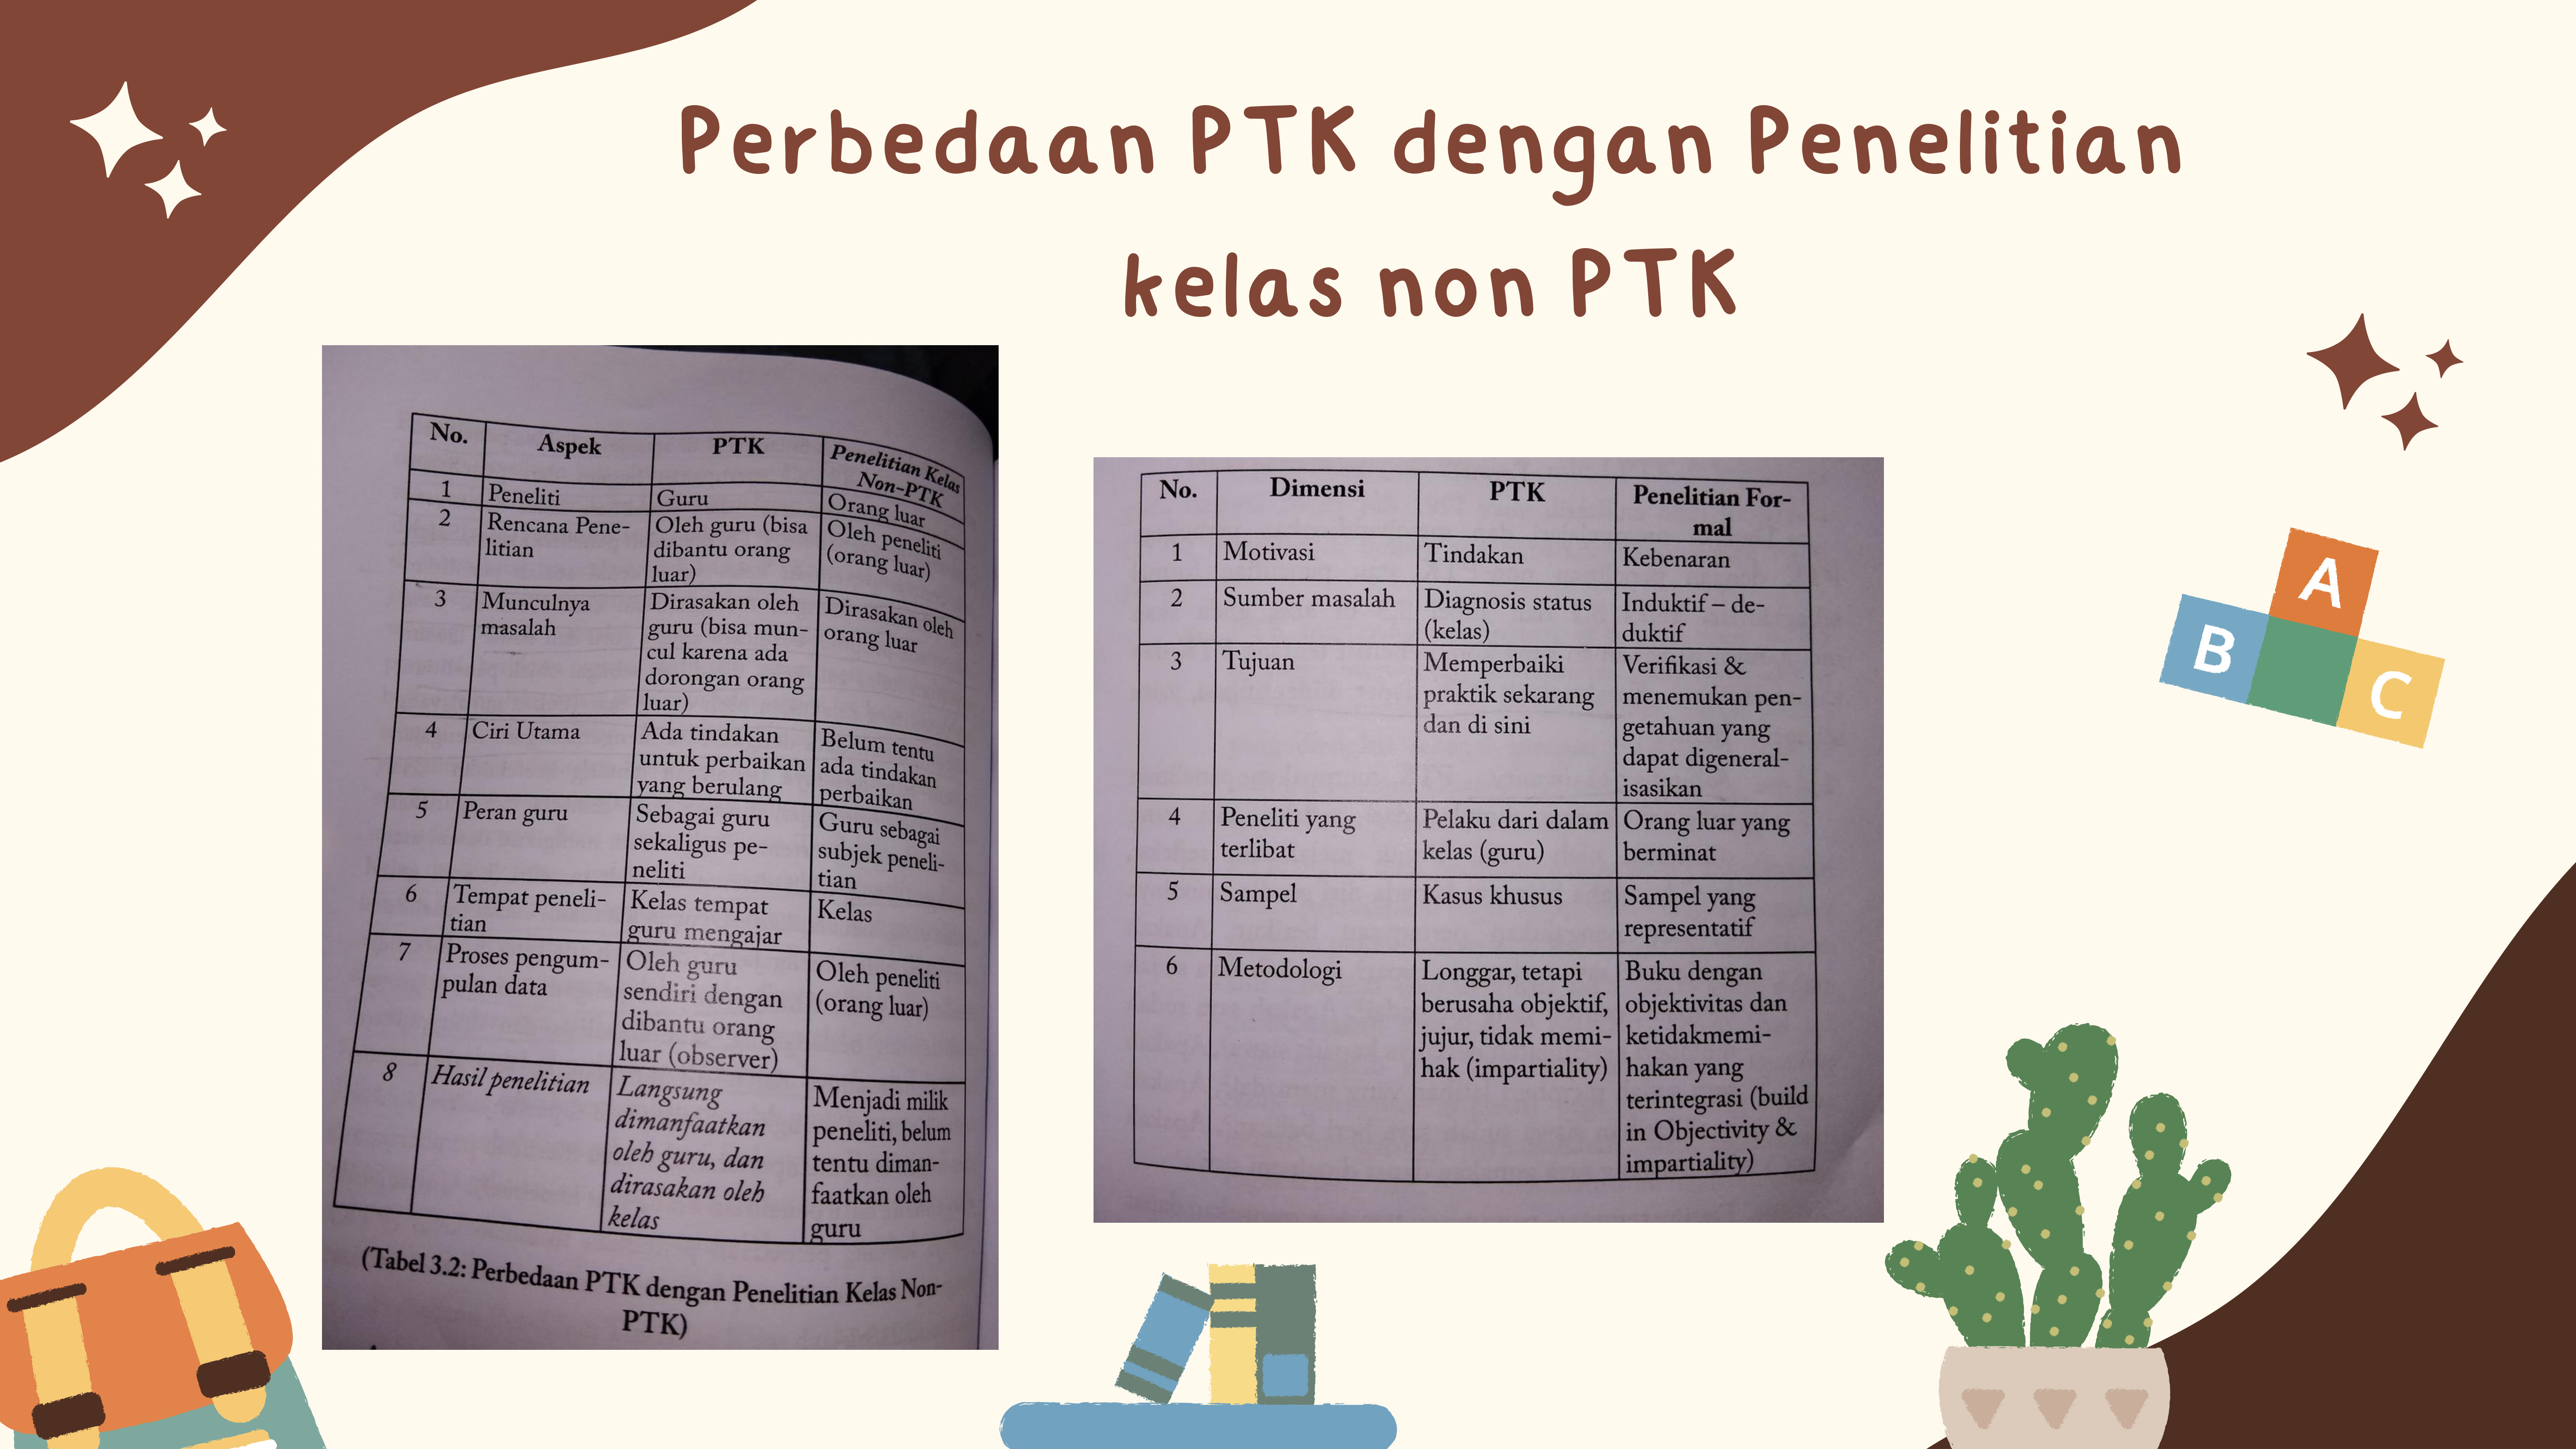 Perbedaan PTK dengan Penelitian
kelas non PTK
No. Aspek PTK Penelitian Kelas
Non-PTK
1 Peneliti Guru Orang luar
2 Rencana Pene- Oleh guru (bisa Oleh peneliti
litian dibantu orang (orang luar)
luar)
3 Munculnya Dirasakan oleh Dirasakan oleh
masalah guru (bisa mun- orang luar
cul karena ada
dorongan orang
luar)
4 Ciri Utama Ada tindakan Belum tentu
untuk perbaikan ada tindakan
yang berulang perbaikan
5 Peran guru Sebagai guru Guru sebagai
sekaligus pe- subjek peneli-
neliti tian
6 Tempat peneli- Kelas tempat Kelas
tian guru mengajar
7 Proses pengum- Oleh guru Oleh peneliti
pulan data sendiri dengan (orang luar)
dibantu orang
luar (observer)
8 Hasil penelitian Langsung Menjadi milik
dimanfaatkan peneliti, belum
oleh guru, dan tentu diman-
dirasakan oleh faatkan oleh
kelas guru
(Tabel 3.2: Perbedaan PTK dengan Penelitian Kelas Non-
PTK)
No. Dimensi PTK Penelitian For-
mal
1 Motivasi Tindakan Kebenaran
2 Sumber masalah Diagnosis status Induktif – de-
(kelas) duktif
3 Tujuan Memperbaiki Verifikasi &
praktik sekarang menemukan pen-
dan di sini getahuan yang
dapat digeneral-
isasikan
4 Peneliti yang Pelaku dari dalam Orang luar yang
terlibat kelas (guru) berminat
5 Sampel Kasus khusus Sampel yang
representatif
6 Metodologi Longgar, tetapi Buku dengan
berusaha objektif, objektivitas dan
jujur, tidak memi- ketidakmemi-
hak (impartiality) hakan yang
terintegrasi (build
in Objectivity &
impartiality)
A
B
C